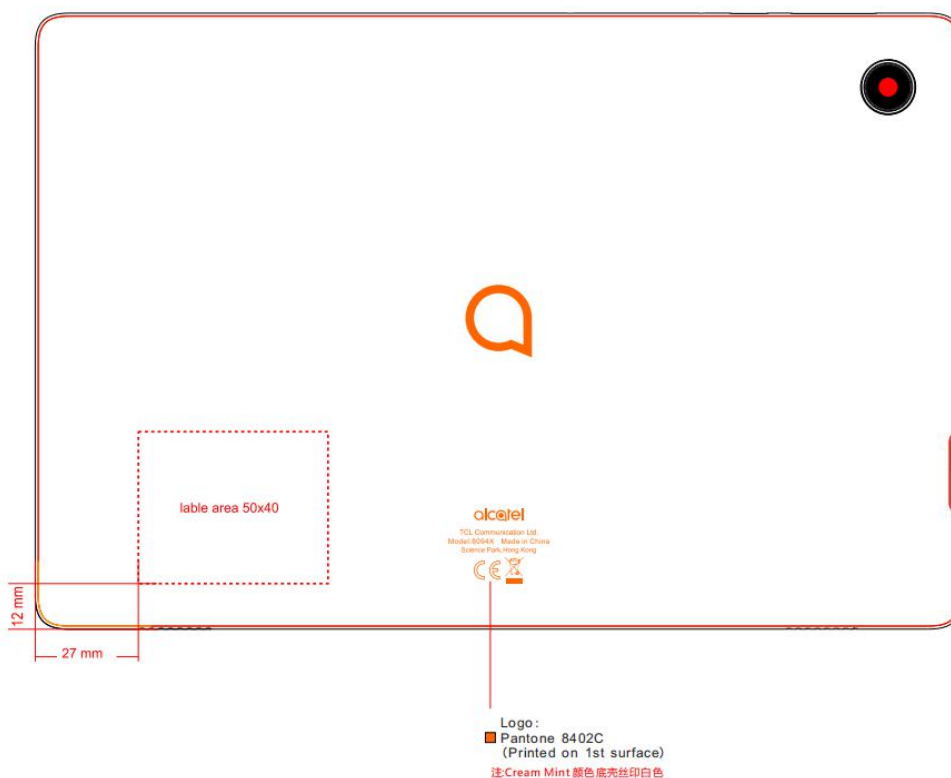 lable area 50x40
alcatel
TCL Communication Ltd.
Model:8094X Made in China
Science Park,Hong Kong
CE
12 mm
27 mm
Logo:
Pantone 8402C
(Printed on 1st surface)
注:Cream Mint 颜色底壳丝印白色